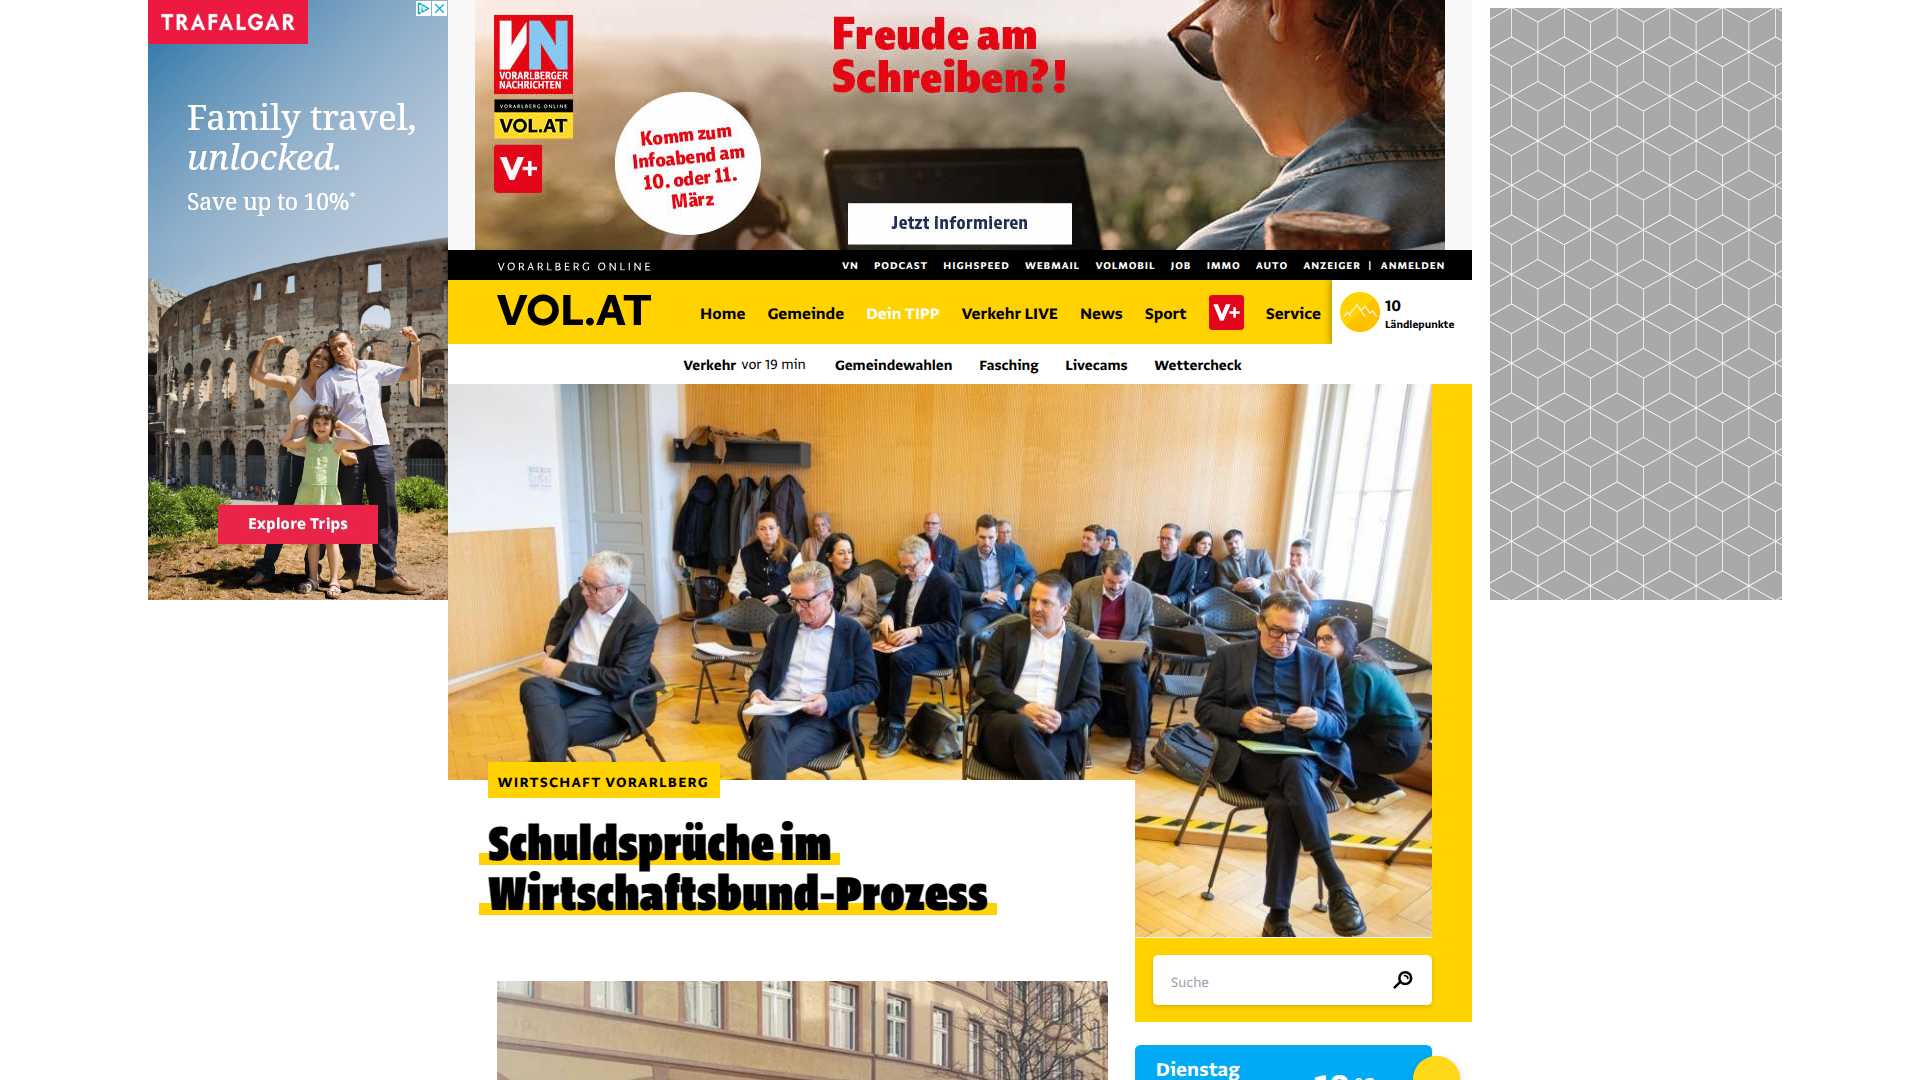 TRAFALGAR
Family travel,
unlocked.
Save up to 10%*
Explore Trips
VN
VORARLBERGER
NACHRICHTEN
VORARLBERG ONLINE
VOL.AT
V+
Freude am
Schreiben?!
Komm zum
Infoabend am
10. oder 11.
März
Jetzt Informieren
VORARLBERG ONLINE
VN PODCAST HIGHSPEED WEBMAIL VOLMOBIL JOB IMMO AUTO ANZEIGER | ANMELDEN
VOL.AT
Home Gemeinde Dein TIPP Verkehr LIVE News Sport V+ Service
10
Ländlepunkte
Verkehr vor 19 min Gemeindewahlen Fasching Livecams Wettercheck
WIRTSCHAFT VORARLBERG
Schuldsprüche im
Wirtschaftsbund-Prozess
Suche
Dienstag